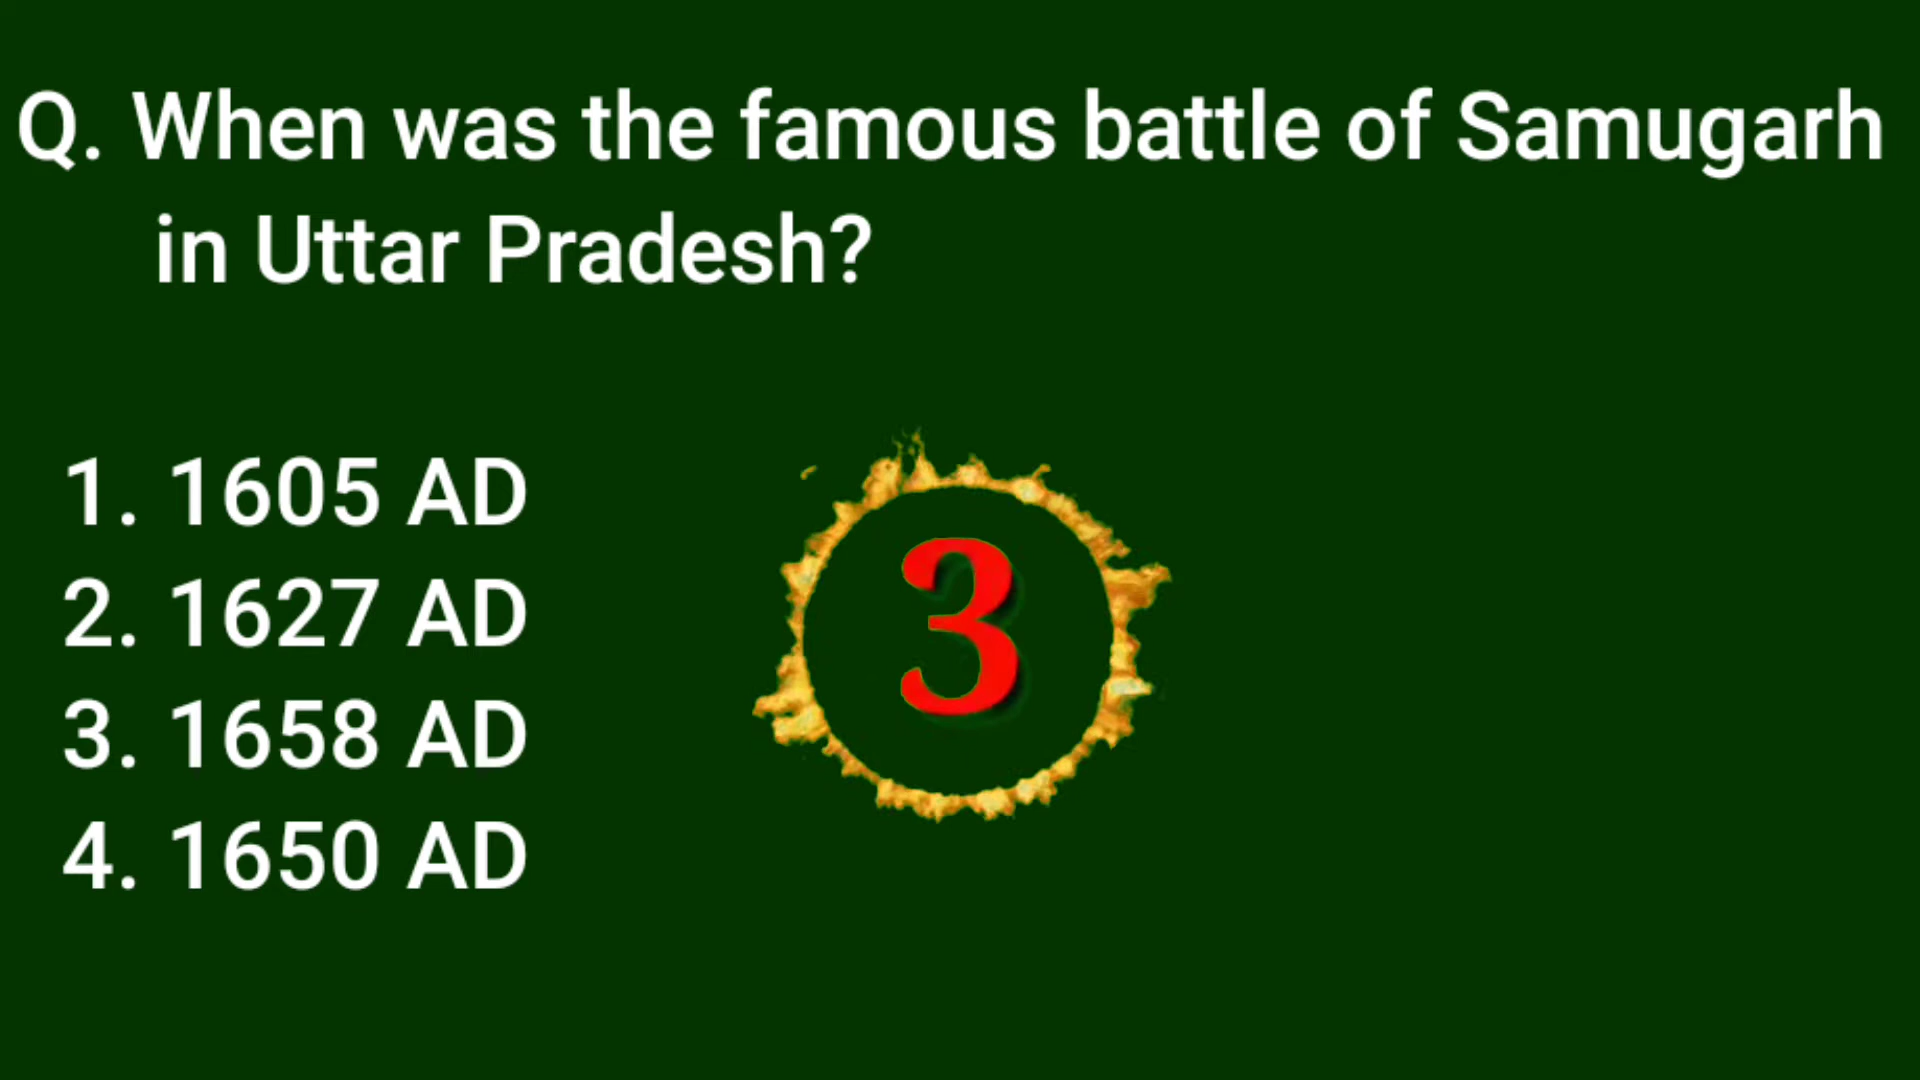 Q. When was the famous battle of Samugarh
in Uttar Pradesh?
1. 1605 AD
2. 1627 AD
3. 1658 AD
4. 1650 AD
3